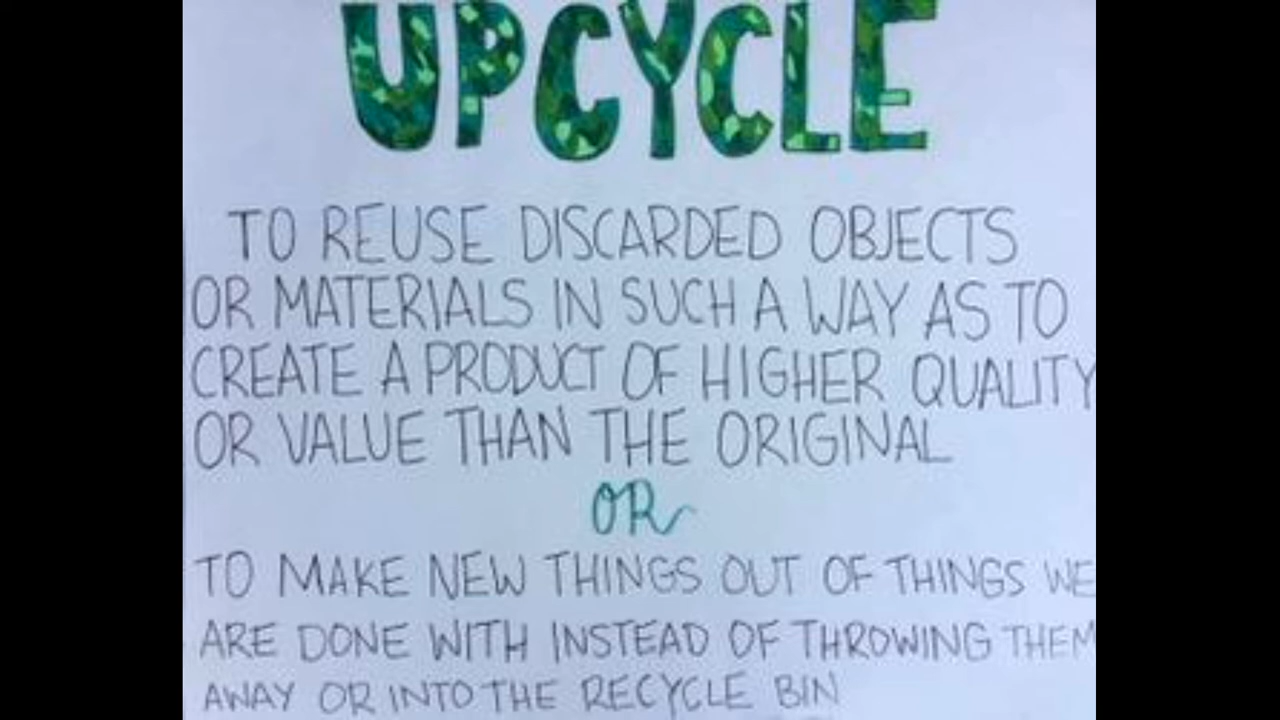 UPCYCLE
TO REUSE DISCARDED OBJECTS
OR MATERIALS IN SUCH A WAY AS TO
CREATE A PRODUCT OF HIGHER QUALITY
OR VALUE THAN THE ORIGINAL
OR
TO MAKE NEW THINGS OUT OF THINGS WE
ARE DONE WITH INSTEAD OF THROWING THEM
AWAY OR INTO THE RECYCLE BIN